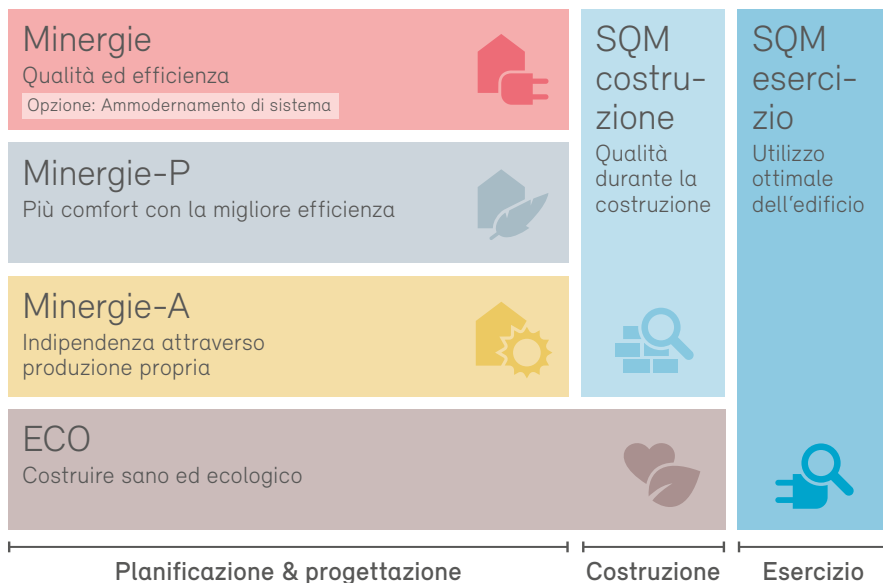 Minergie
Qualità ed efficienza
Opzione: Ammodernamento di sistema
Minergie-P
Più comfort con la migliore efficienza
Minergie-A
Indipendenza attraverso
produzione propria
ECO
Costruire sano ed ecologico
SQM
costru-
zione
Qualità
durante la
costruzione
SQM
eserci-
zio
Utilizzo
ottimale
dell'edificio
Planificazione & progettazione
Costruzione
Esercizio